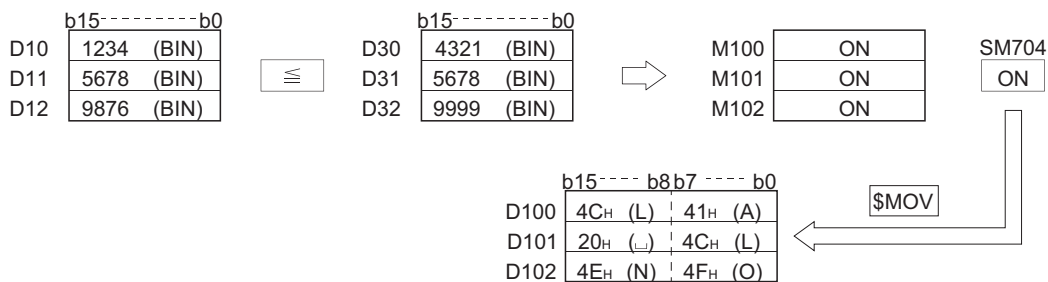 b15 b0 b15 b0
D10 1234 (BIN) D30 4321 (BIN) M100 ON SM704
D11 5678 (BIN) ≦ D31 5678 (BIN) M101 ON ON
D12 9876 (BIN) D32 9999 (BIN) M102 ON
b15 b8 b7 b0
D100 4CH (L) 41H (A) $MOV
D101 20H (␣) 4CH (L)
D102 4EH (N) 4FH (O)